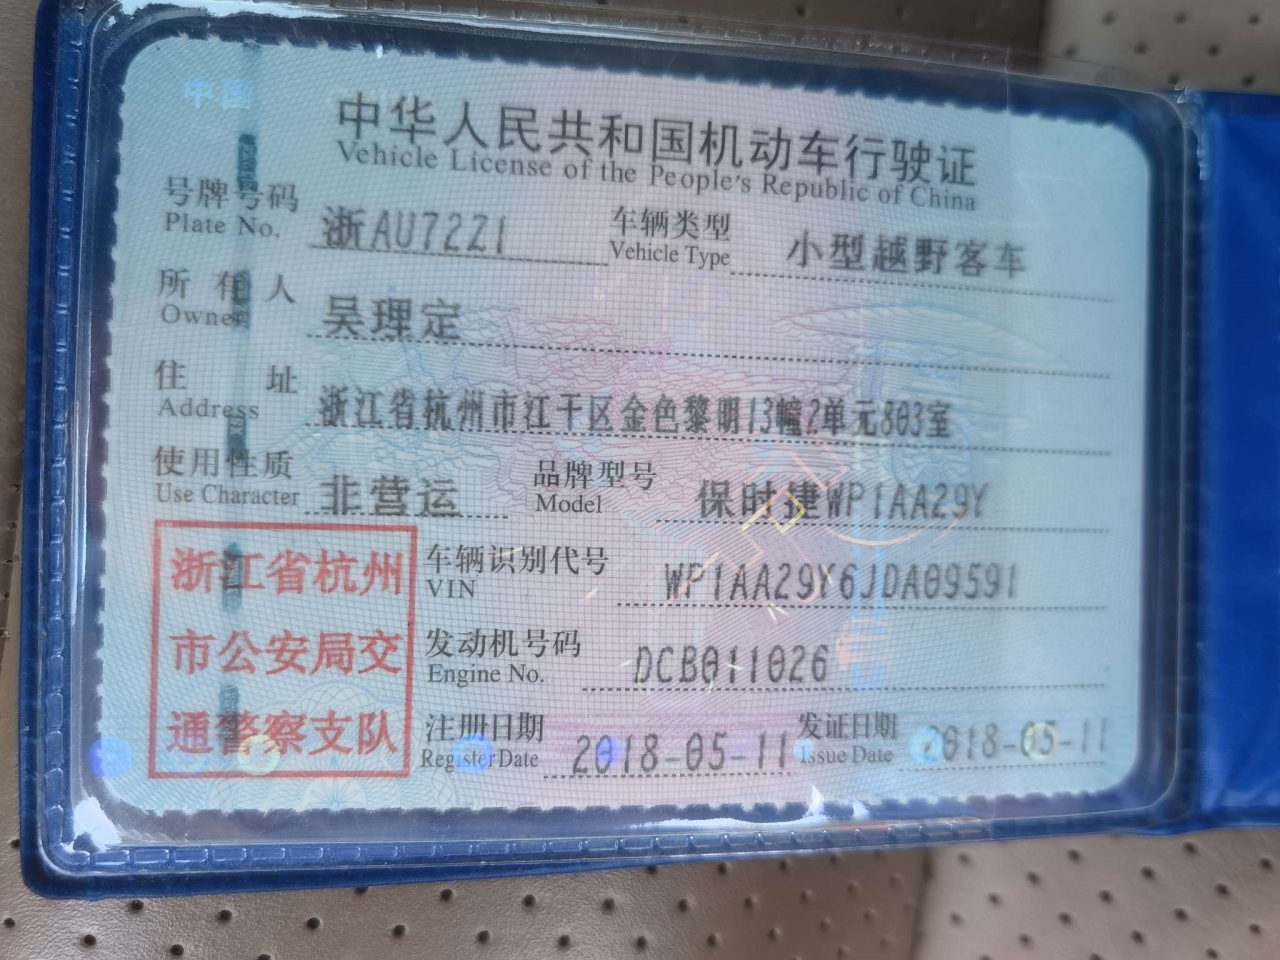 中国
中华人民共和国机动车行驶证
Vehicle License of the People's Republic of China
号牌号码 浙AU72Z1 车辆类型 小型越野客车
Plate No. Vehicle Type
所有人 吴理定
Owner
住址 浙江省杭州市江干区金色黎明13幢2单元803室
Address
使用性质 非营运 品牌型号 保时捷WP1AA29Y
Use Character Model
浙江省杭州 车辆识别代号 WP1AA29Y6JDA09591
VIN
市公安局交 发动机号码 DCB011026
Engine No.
通警察支队 注册日期 2018-05-11 发证日期 2018-05-11
Register Date Issue Date